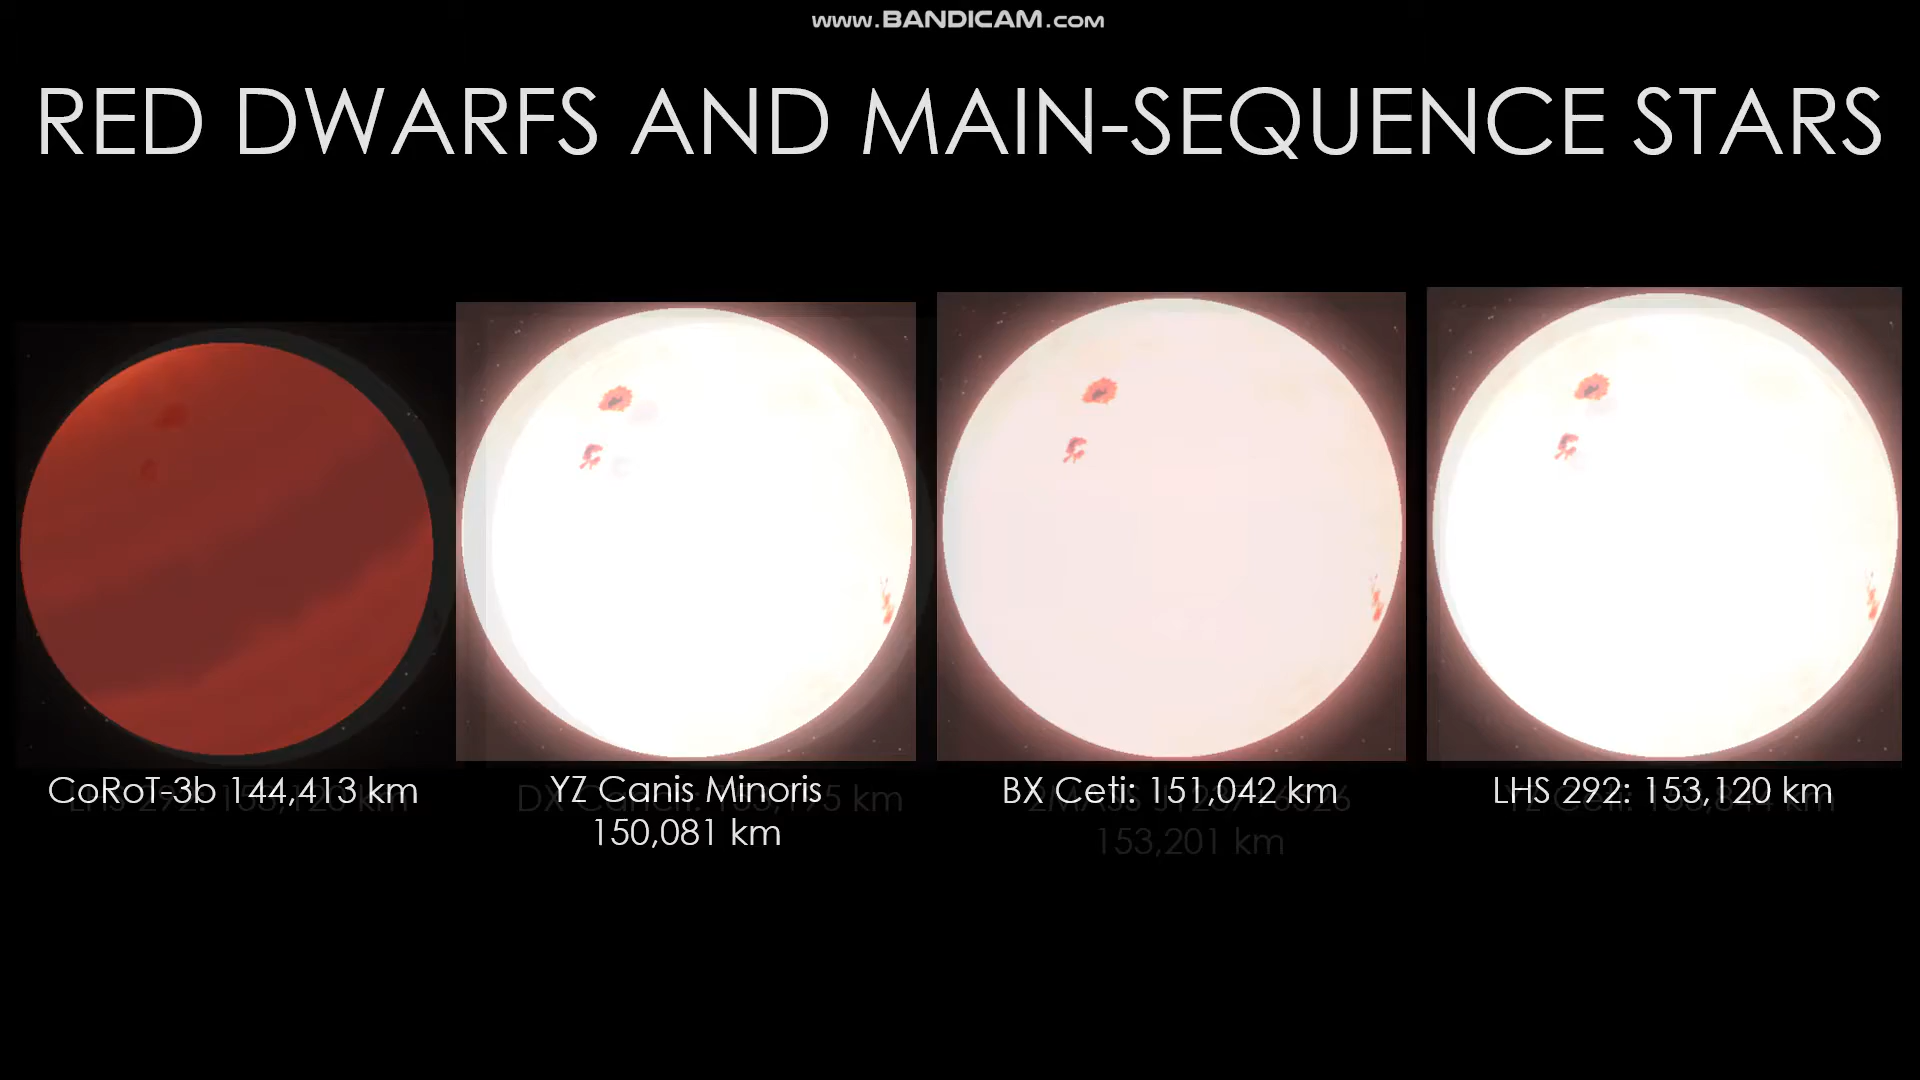 www.BANDICAM.com
RED DWARFS AND MAIN-SEQUENCE STARS
CoRoT-3b 144,413 km
YZ Canis Minoris
150,081 km
BX Ceti: 151,042 km
LHS 292: 153,120 km
153,201 km